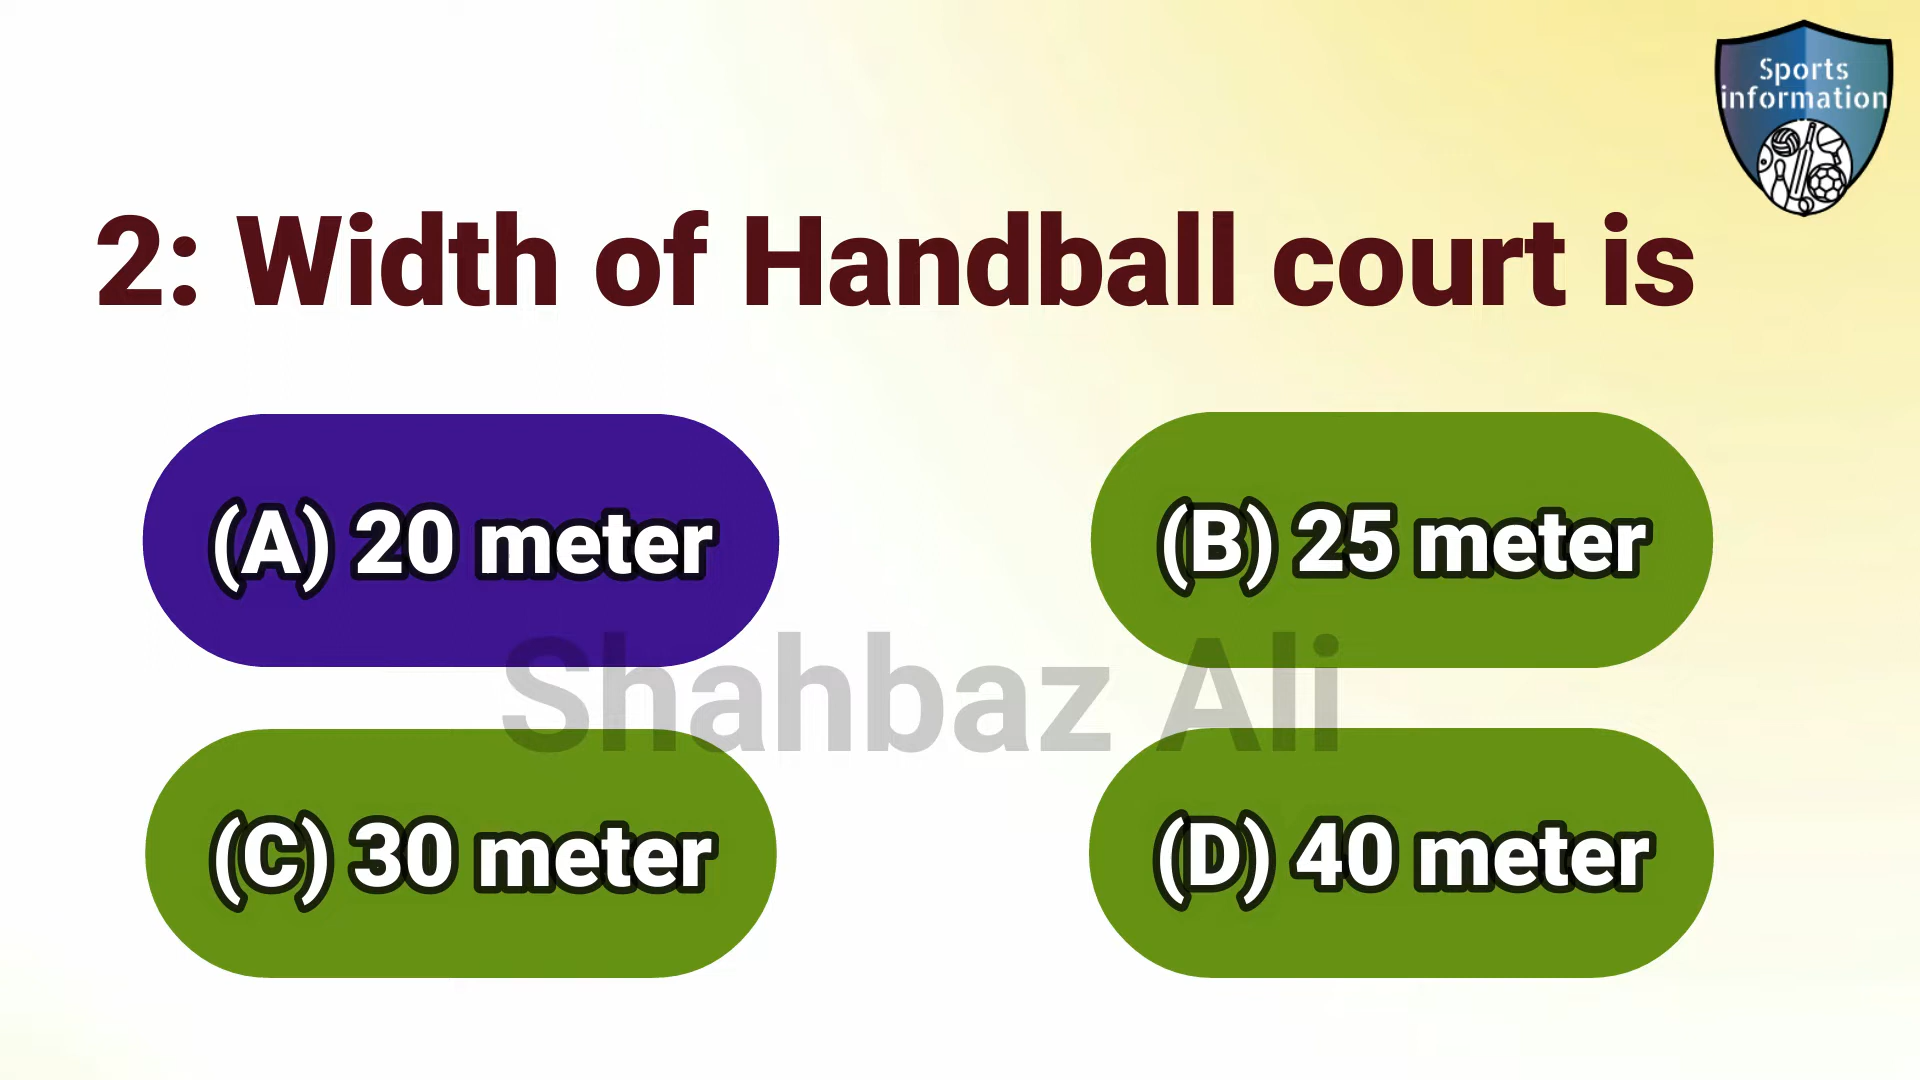 Sports
information
2: Width of Handball court is
(A) 20 meter
(B) 25 meter
Shahbaz Ali
(C) 30 meter
(D) 40 meter